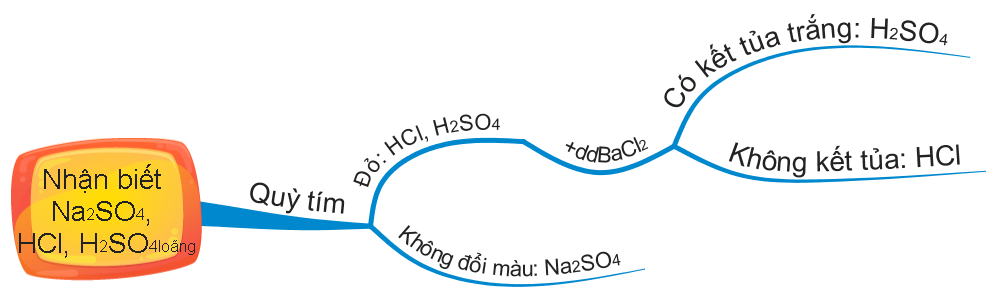 Nhận biết
Na2SO4,
HCl, H2SO4loãng
Quỳ tím
Đỏ: HCl, H2SO4
+ddBaCl2
Có kết tủa trắng: H2SO4
Không kết tủa: HCl
Không đổi màu: Na2SO4